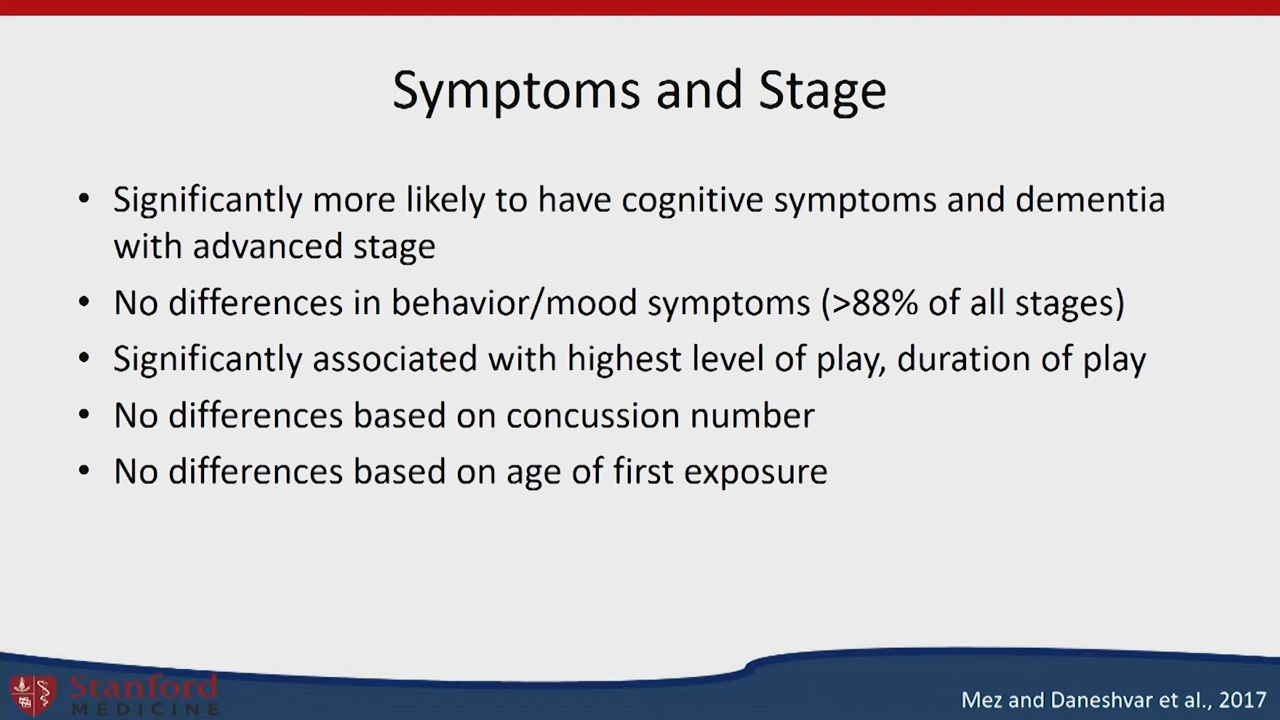 Symptoms and Stage
• Significantly more likely to have cognitive symptoms and dementia
with advanced stage
• No differences in behavior/mood symptoms (>88% of all stages)
• Significantly associated with highest level of play, duration of play
• No differences based on concussion number
• No differences based on age of first exposure
Stanford
MEDICINE
Mez and Daneshvar et al., 2017